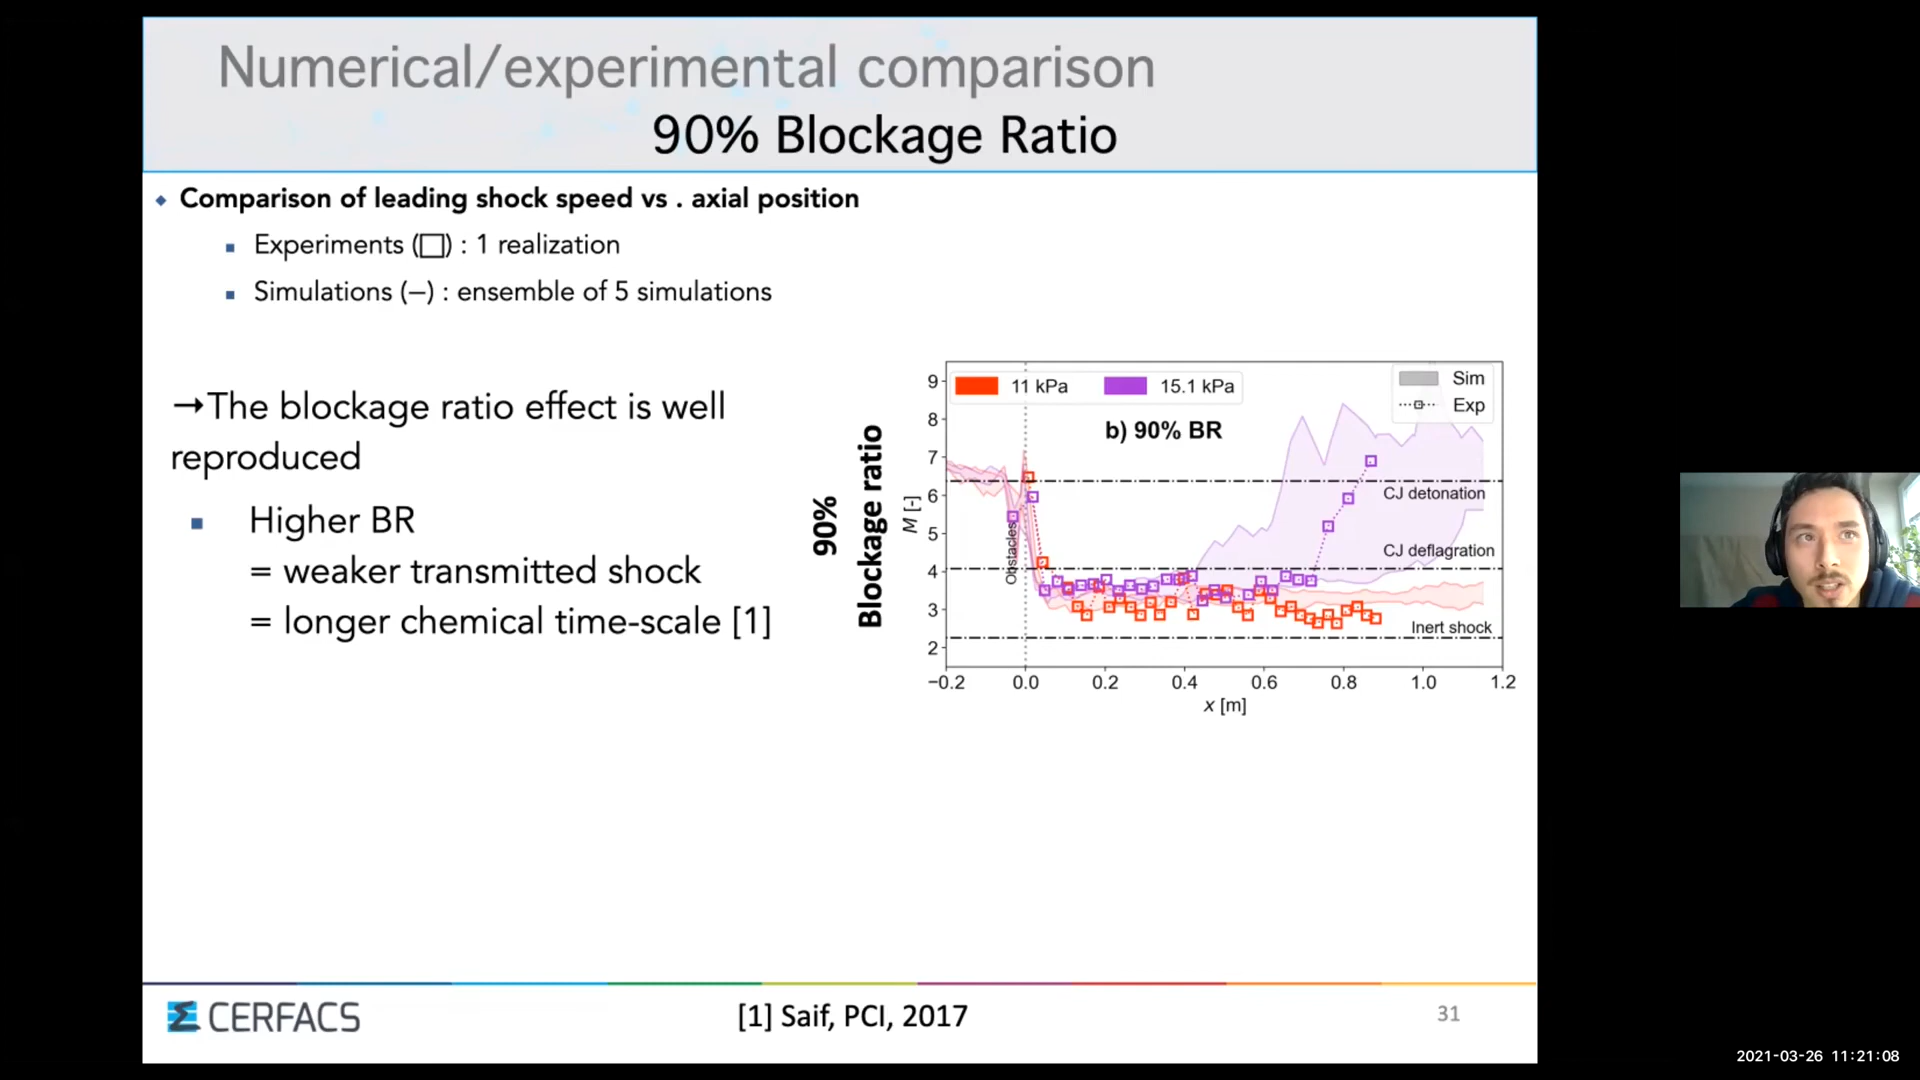 Numerical/experimental comparison
90% Blockage Ratio
Comparison of leading shock speed vs . axial position
Experiments (□) : 1 realization
Simulations (–) : ensemble of 5 simulations
→The blockage ratio effect is well
reproduced
Higher BR
= weaker transmitted shock
= longer chemical time-scale [1]
90%
Blockage ratio
11 kPa 15.1 kPa
Sim
Exp
b) 90% BR
CJ detonation
CJ deflagration
Inert shock
Obstacles
M [-]
9
8
7
6
5
4
3
2
−0.2 0.0 0.2 0.4 0.6 0.8 1.0 1.2
x [m]
CERFACS
[1] Saif, PCI, 2017
31
2021-03-26 11:21:08